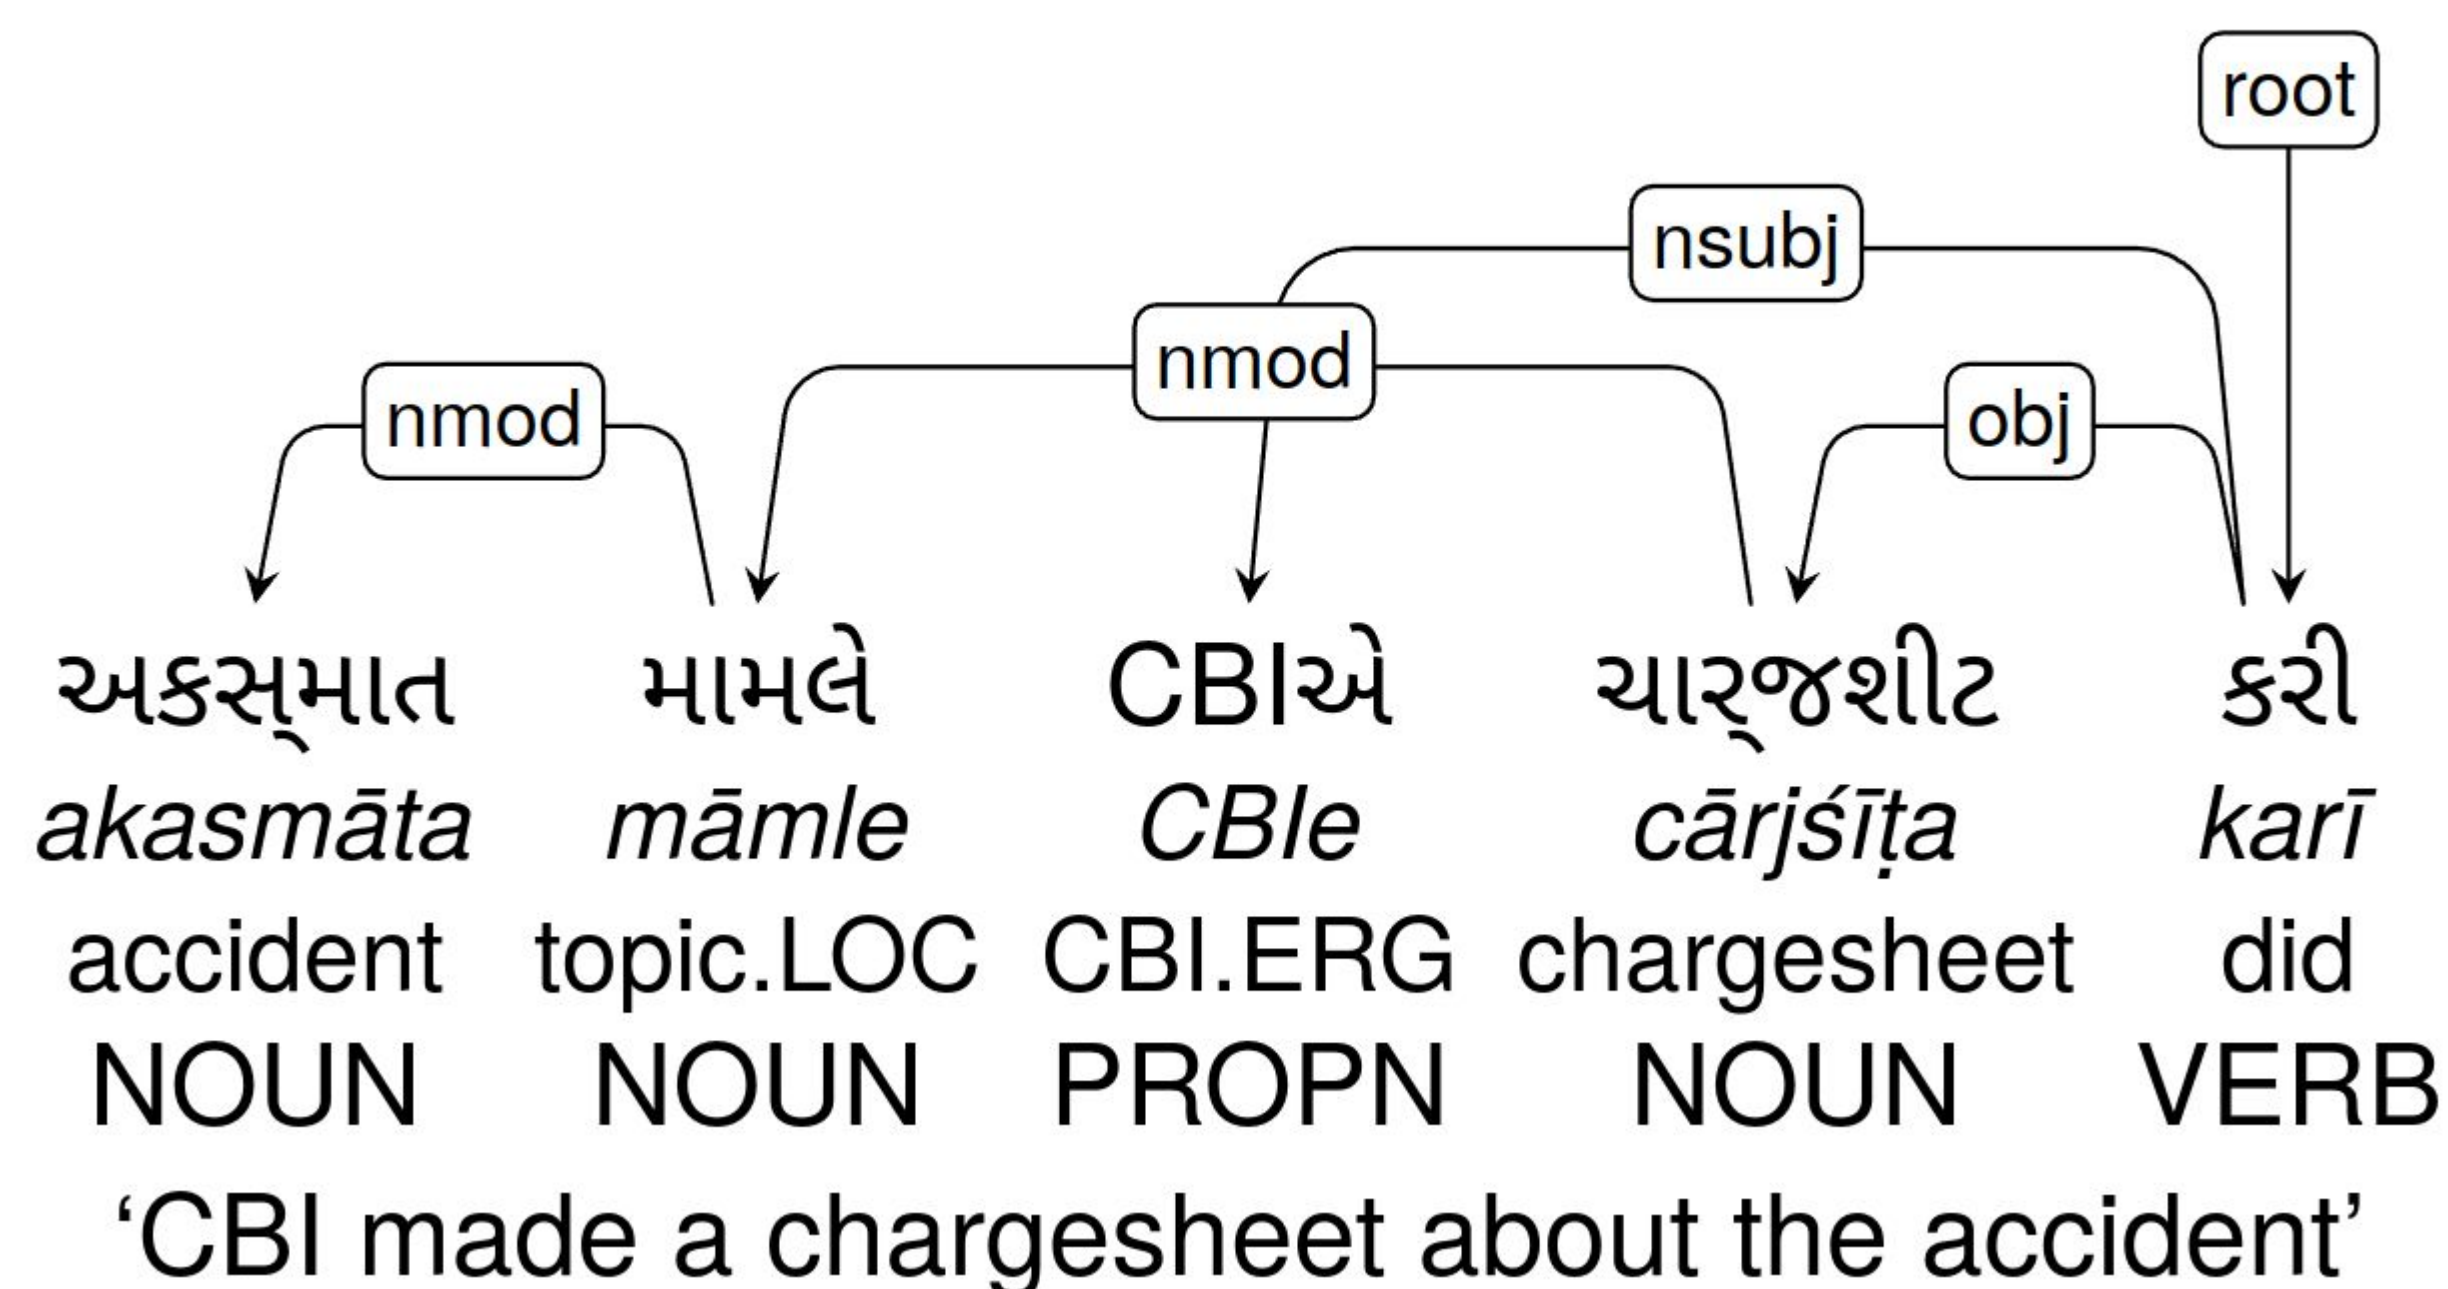 root
nsubj
nmod
nmod obj
અકસ્‌માત મામલે CBIએ ચાર્‌જશીટ કરી
akasmāta māmle CBIe cārjśīṭa karī
accident topic.LOC CBI.ERG chargesheet did
NOUN NOUN PROPN NOUN VERB
‘CBI made a chargesheet about the accident’